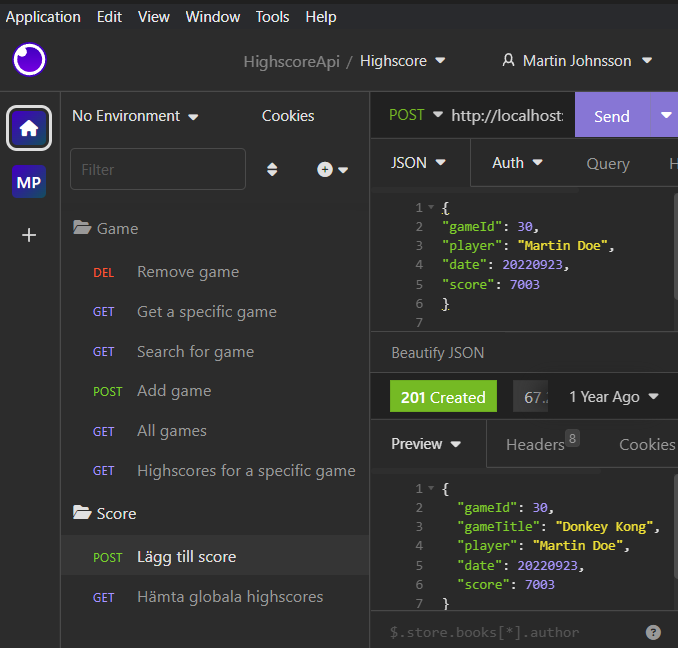 Application Edit View Window Tools Help
HighscoreApi / Highscore Martin Johnsson
No Environment Cookies
Filter
MP
Game
DEL Remove game
GET Get a specific game
GET Search for game
POST Add game
GET All games
GET Highscores for a specific game
Score
POST Lägg till score
GET Hämta globala highscores
POST http://localhost: Send
JSON Auth Query H
1 {
2 "gameId": 30,
3 "player": "Martin Doe",
4 "date": 20220923,
5 "score": 7003
6 }
7
Beautify JSON
201 Created 67. 1 Year Ago
Preview Headers 8 Cookies
1 {
2 "gameId": 30,
3 "gameTitle": "Donkey Kong",
4 "player": "Martin Doe",
5 "date": 20220923,
6 "score": 7003
7 }
$.store.books[*].author ?